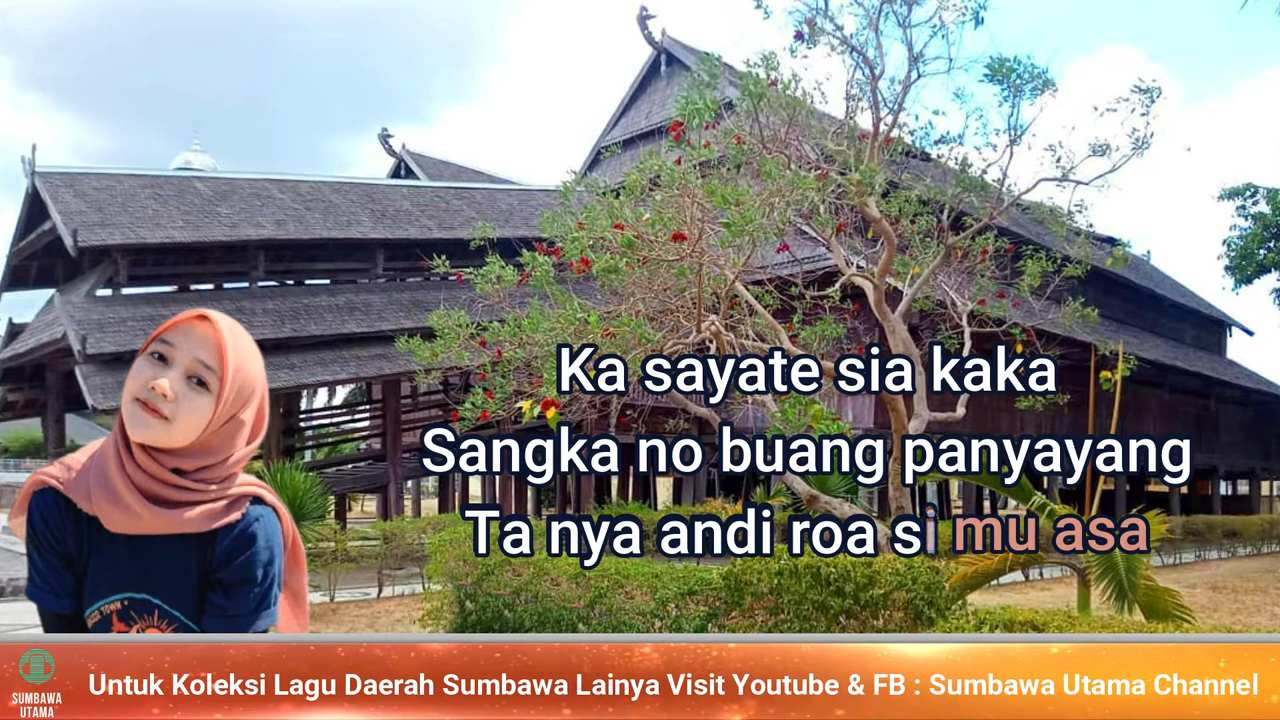 Ka sayate sia kaka
Sangka no buang panyayang
Ta nya andi roa si mu asa
SUMBAWA
UTAMA
Untuk Koleksi Lagu Daerah Sumbawa Lainya Visit Youtube & FB : Sumbawa Utama Channel